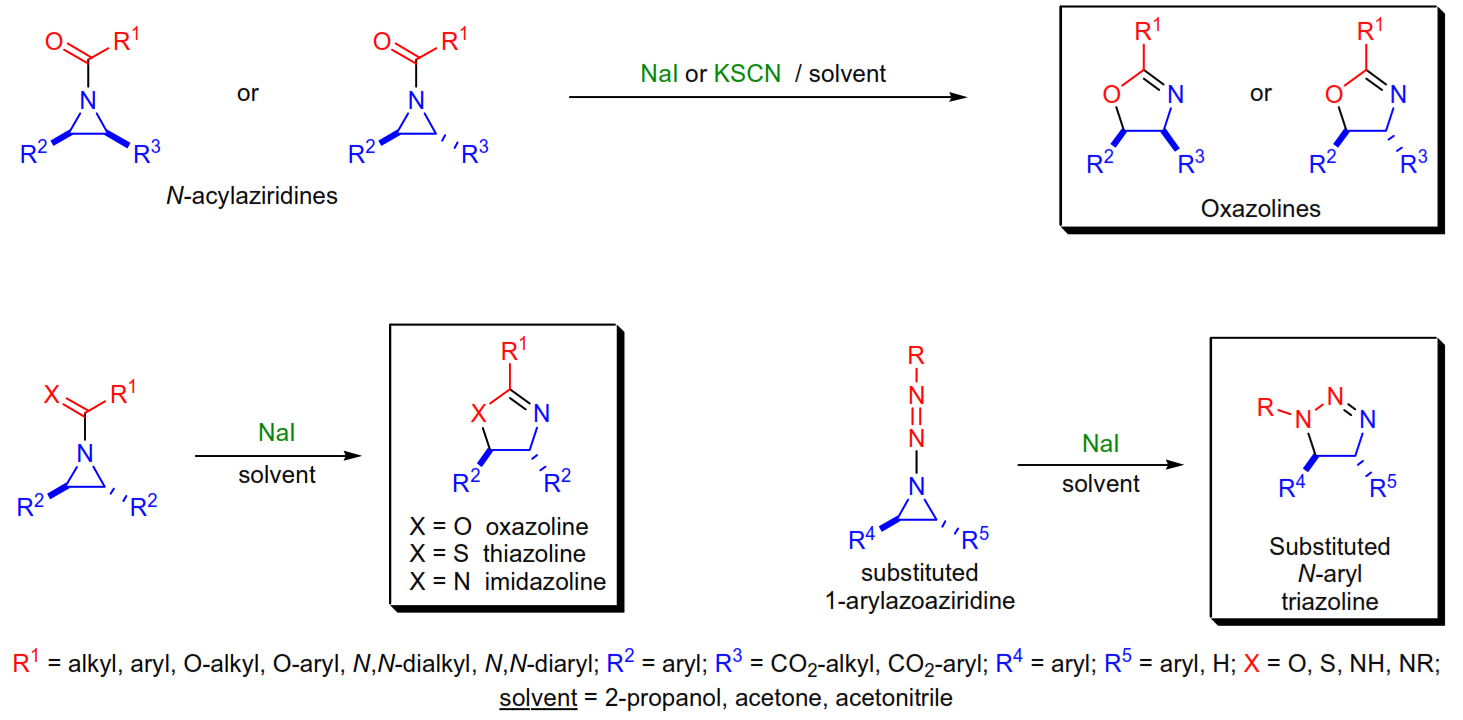 O R¹ O R¹
N or N
R² R³ R² R³
N-acylaziridines
NaI or KSCN / solvent
R¹ R¹
O N or O N
R² R³ R² R³
Oxazolines
X R¹
N
R² R²
NaI
solvent
R¹
X N
R² R²
X = O oxazoline
X = S thiazoline
X = N imidazoline
R
N
N
N
R⁴ R⁵
substituted
1-arylazoaziridine
NaI
solvent
R N N N
R⁴ R⁵
Substituted
N-aryl
triazoline
R¹ = alkyl, aryl, O-alkyl, O-aryl, N,N-dialkyl, N,N-diaryl; R² = aryl; R³ = CO₂-alkyl, CO₂-aryl; R⁴ = aryl; R⁵ = aryl, H; X = O, S, NH, NR;
solvent = 2-propanol, acetone, acetonitrile